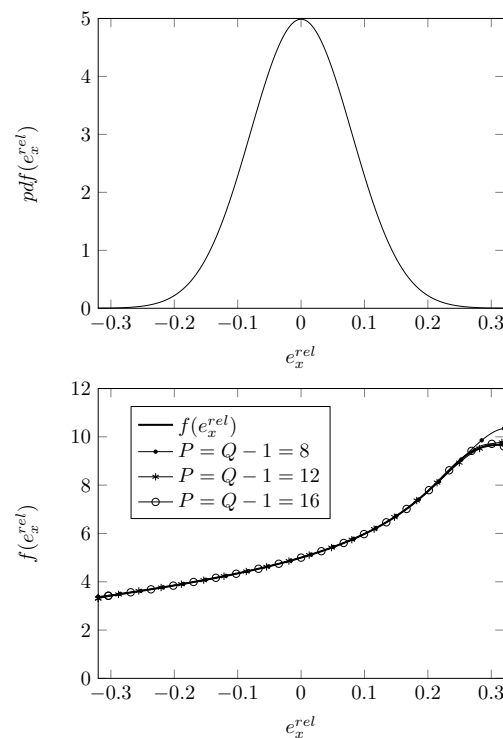 5
4
3
2
1
0
pdf(e_x^{rel})
−0.3 −0.2 −0.1 0 0.1 0.2 0.3
e_x^{rel}
12
10
8
6
4
2
0
f(e_x^{rel})
f(e_x^{rel})
P = Q − 1 = 8
P = Q − 1 = 12
P = Q − 1 = 16
−0.3 −0.2 −0.1 0 0.1 0.2 0.3
e_x^{rel}